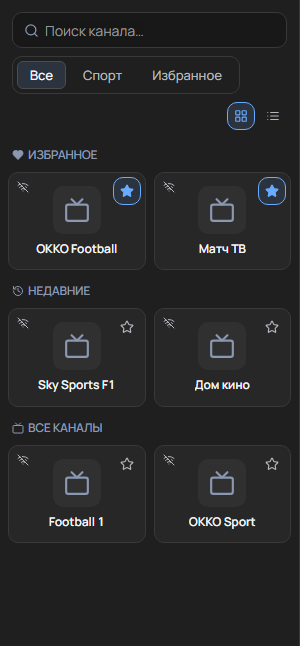 Поиск канала...
Все Спорт Избранное
ИЗБРАННОЕ
OKKO Football Матч ТВ
НЕДАВНИЕ
Sky Sports F1 Дом кино
ВСЕ КАНАЛЫ
Football 1 OKKO Sport